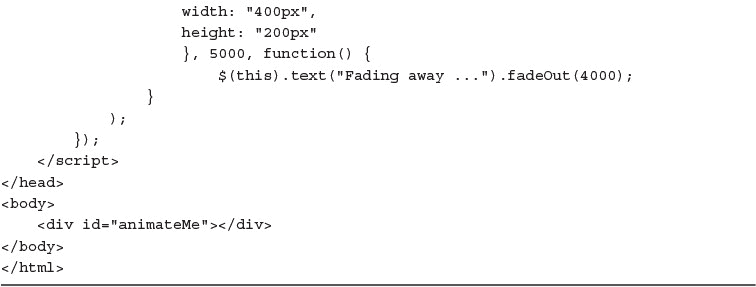 width: "400px",
                    height: "200px"
                    }, 5000, function() {
                        $(this).text("Fading away ...").fadeOut(4000);
                }
            );
        });
    </script>
</head>
<body>
    <div id="animateMe"></div>
</body>
</html>